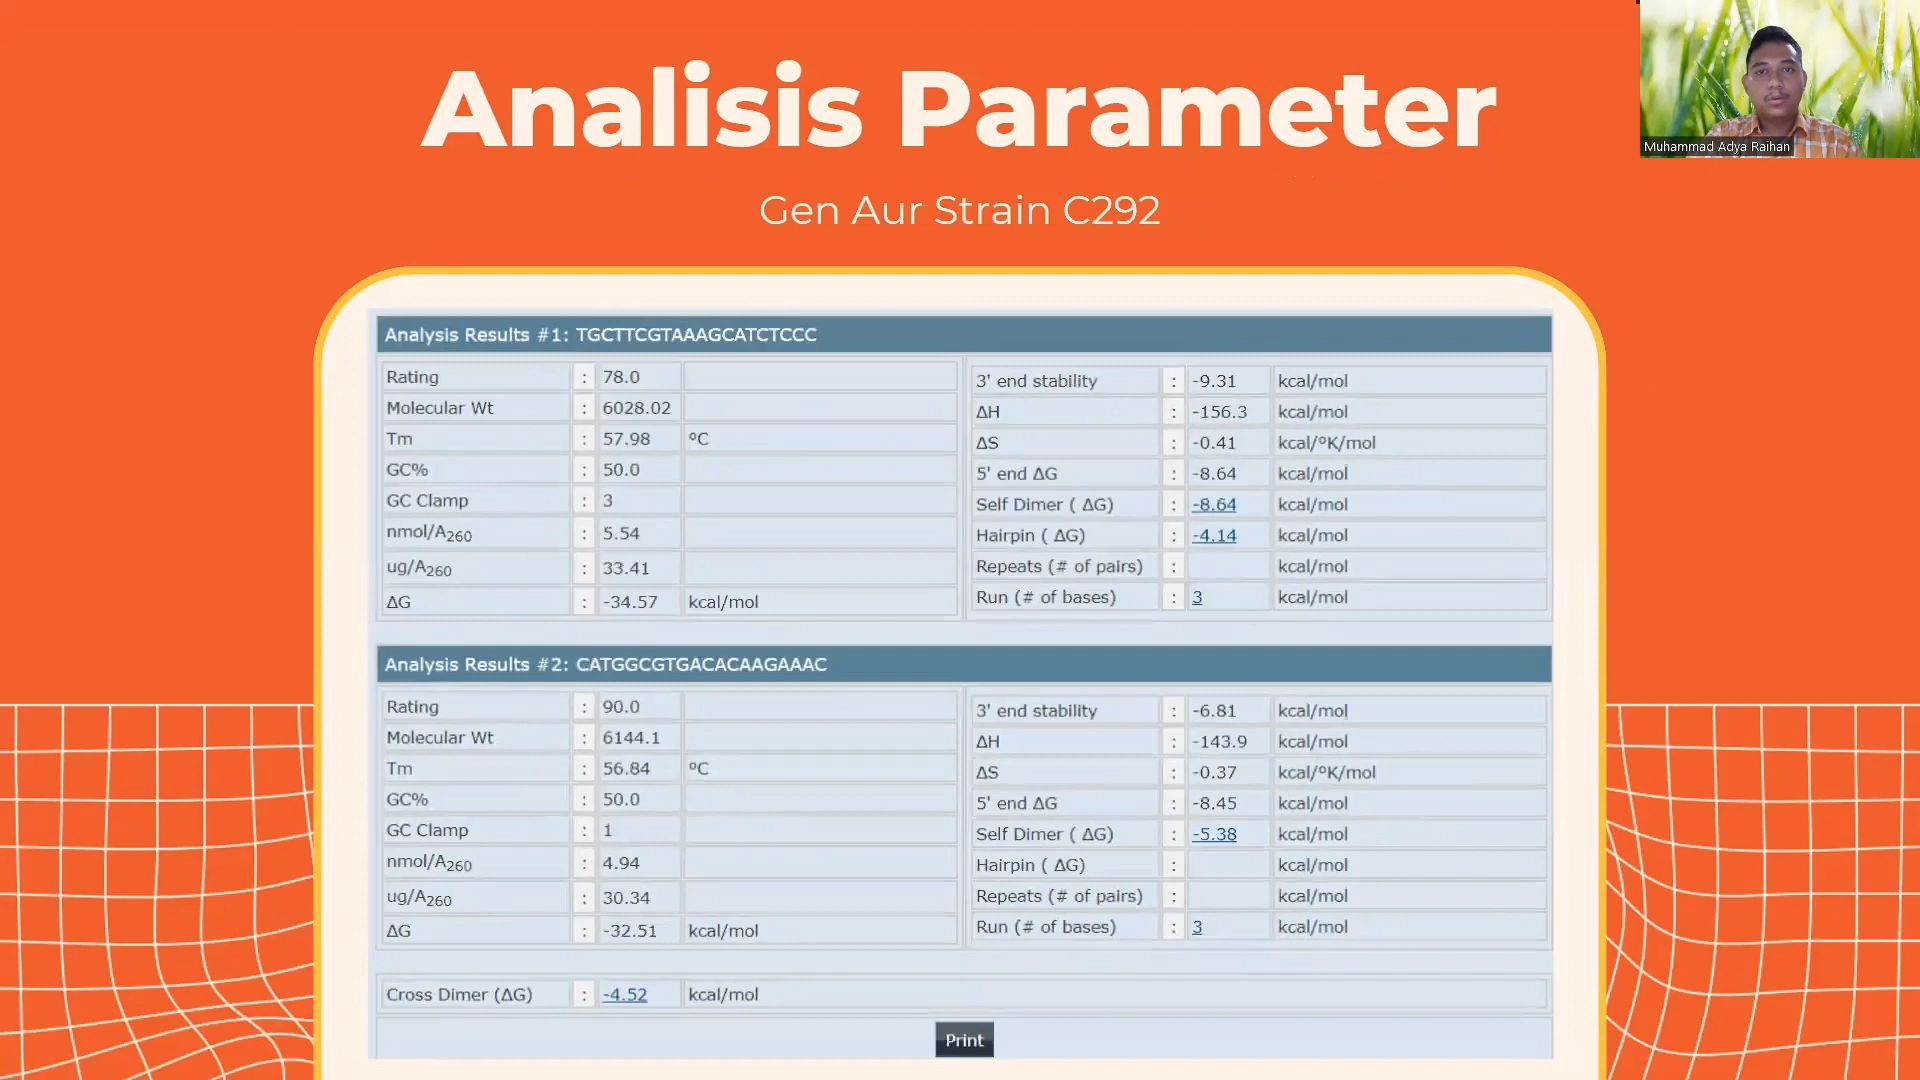 Analisis Parameter
Muhammad Adya Raihan
Gen Aur Strain C292
Analysis Results #1: TGCTTCGTAAAGCATCTCCC
Rating : 78.0
Molecular Wt : 6028.02
Tm : 57.98 ºC
GC% : 50.0
GC Clamp : 3
nmol/A260 : 5.54
ug/A260 : 33.41
ΔG : -34.57 kcal/mol
3' end stability : -9.31 kcal/mol
ΔH : -156.3 kcal/mol
ΔS : -0.41 kcal/ºK/mol
5' end ΔG : -8.64 kcal/mol
Self Dimer ( ΔG) : -8.64 kcal/mol
Hairpin ( ΔG) : -4.14 kcal/mol
Repeats (# of pairs) : kcal/mol
Run (# of bases) : 3 kcal/mol
Analysis Results #2: CATGGCGTGACACAAGAAAC
Rating : 90.0
Molecular Wt : 6144.1
Tm : 56.84 ºC
GC% : 50.0
GC Clamp : 1
nmol/A260 : 4.94
ug/A260 : 30.34
ΔG : -32.51 kcal/mol
3' end stability : -6.81 kcal/mol
ΔH : -143.9 kcal/mol
ΔS : -0.37 kcal/ºK/mol
5' end ΔG : -8.45 kcal/mol
Self Dimer ( ΔG) : -5.38 kcal/mol
Hairpin ( ΔG) : kcal/mol
Repeats (# of pairs) : kcal/mol
Run (# of bases) : 3 kcal/mol
Cross Dimer (ΔG) : -4.52 kcal/mol
Print